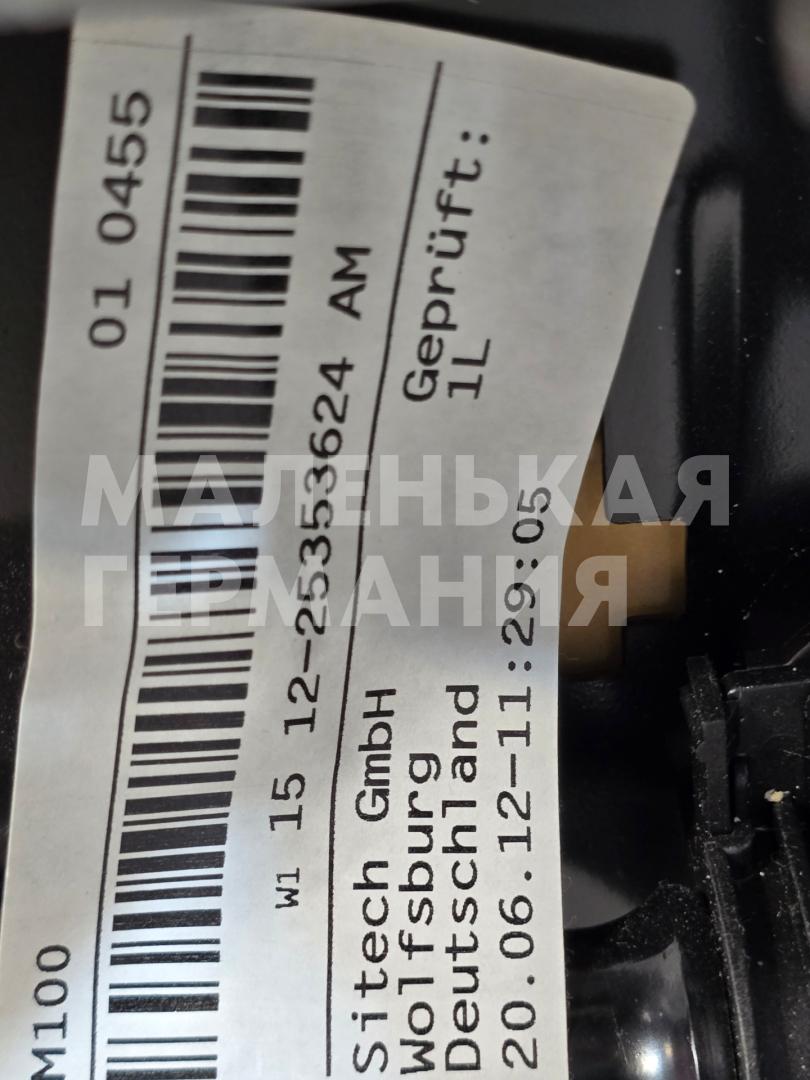 M100 01 0455
W1 15 12-25353624 AM
Sitech GmbH
Wolfsburg
Deutschland
20.06.12-11:29:05
Geprüft:
1L
МАЛЕНЬКАЯ
ГЕРМАНИЯ